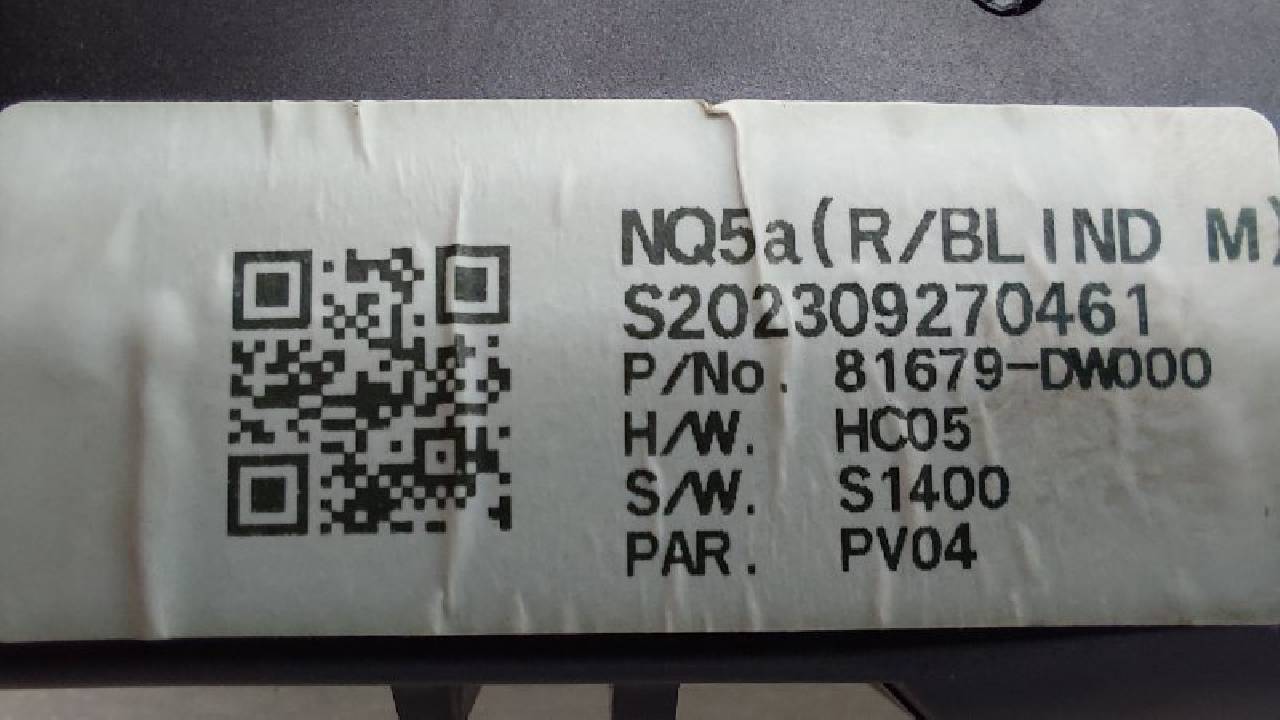 NQ5a(R/BLIND M)
S202309270461
P/No. 81679-DW000
H/W. HC05
S/W. S1400
PAR. PV04